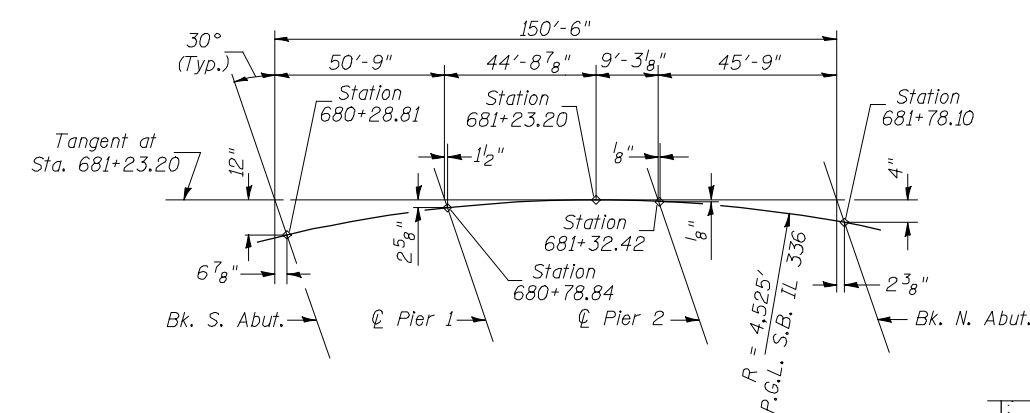 150'-6"
30°
(Typ.)
50'-9"
44'-8⅞"
9'-3⅛"
45'-9"
Station
680+28.81
Station
681+23.20
Station
681+78.10
Tangent at
Sta. 681+23.20
12"
1½"
⅛"
4"
2⅝"
Station
681+32.42
⅛"
6⅞"
Station
680+78.84
2⅜"
Bk. S. Abut.
℄ Pier 1
℄ Pier 2
R = 4,525'
P.G.L. S.B. IL 336
Bk. N. Abut.